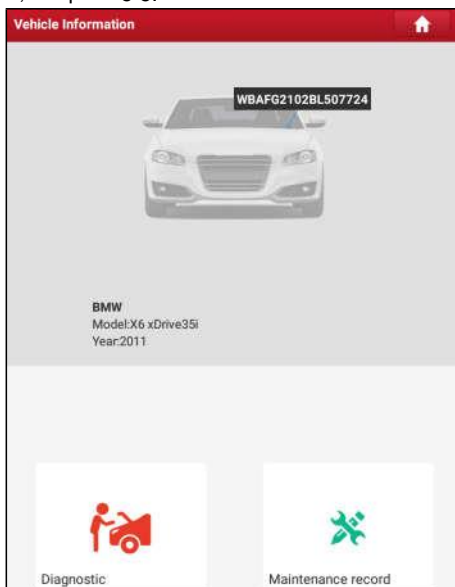 Vehicle Information
WBAFG2102BL507724
BMW
Model:X6 xDrive35i
Year:2011
Diagnostic
Maintenance record